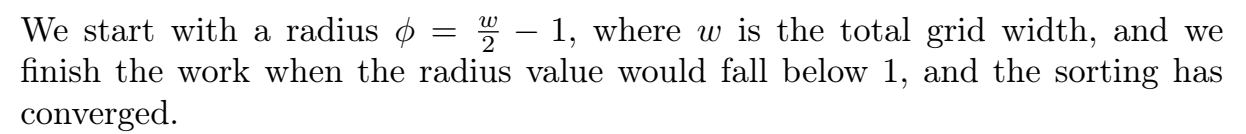 We start with a radius ϕ = w/2 − 1, where w is the total grid width, and we
finish the work when the radius value would fall below 1, and the sorting has
converged.